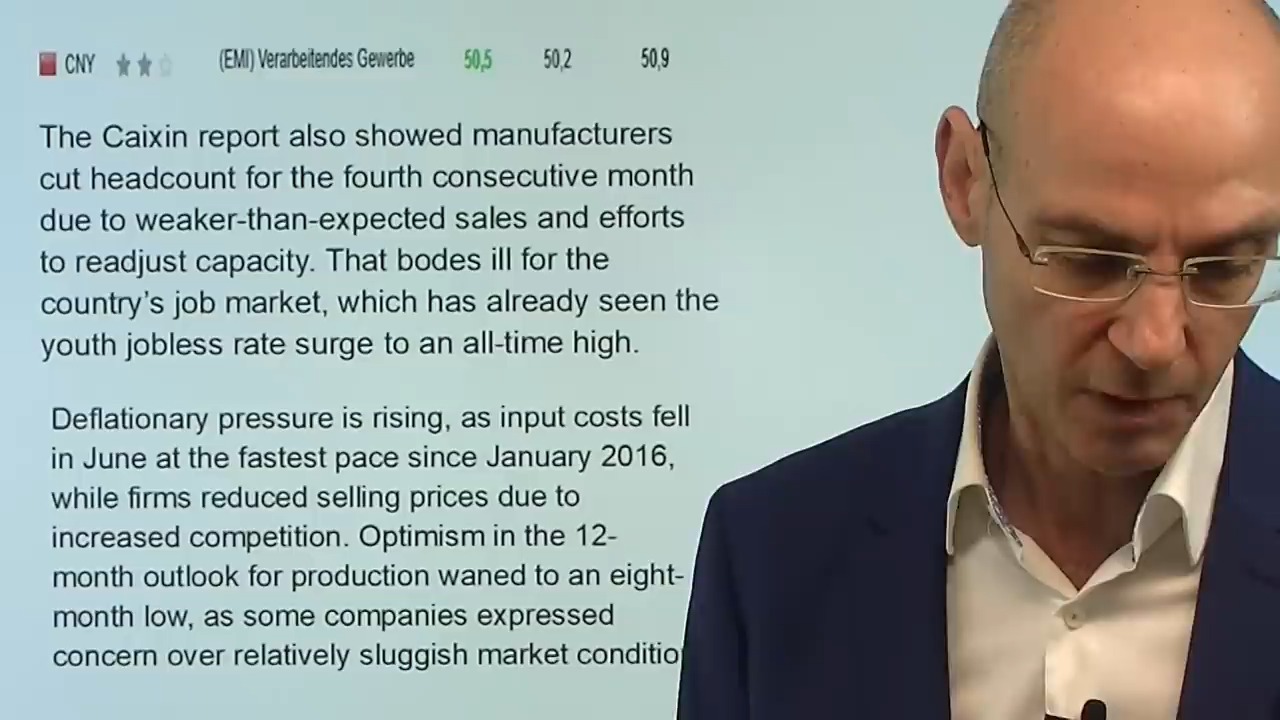 CNY (EMI) Verarbeitendes Gewerbe 50,5 50,2 50,9
The Caixin report also showed manufacturers
cut headcount for the fourth consecutive month
due to weaker-than-expected sales and efforts
to readjust capacity. That bodes ill for the
country’s job market, which has already seen the
youth jobless rate surge to an all-time high.
Deflationary pressure is rising, as input costs fell
in June at the fastest pace since January 2016,
while firms reduced selling prices due to
increased competition. Optimism in the 12-
month outlook for production waned to an eight-
month low, as some companies expressed
concern over relatively sluggish market